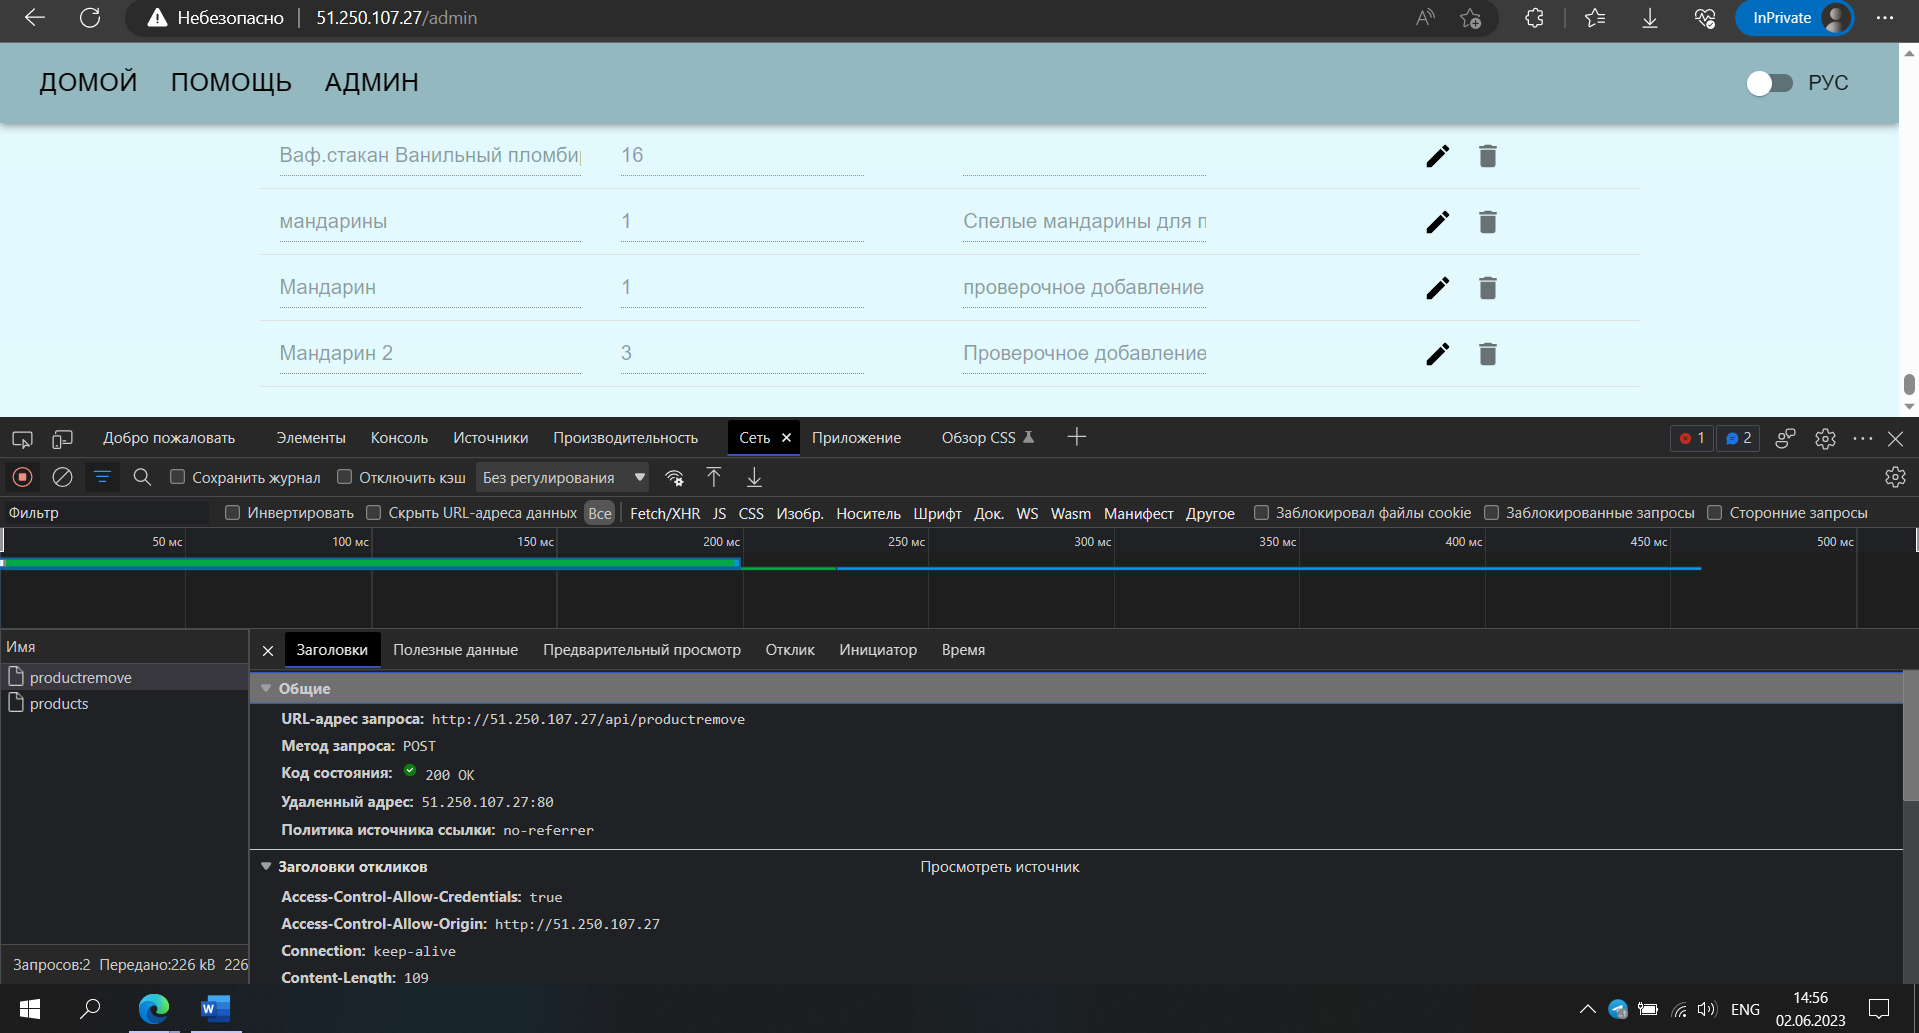 Небезопасно | 51.250.107.27/admin
InPrivate
ДОМОЙ ПОМОЩЬ АДМИН РУС
Ваф.стакан Ванильный пломби 16
мандарины 1 Спелые мандарины для п
Мандарин 1 проверочное добавление
Мандарин 2 3 Проверочное добавление
Добро пожаловать Элементы Консоль Источники Производительность Сеть Приложение Обзор CSS 1 2
Сохранить журнал Отключить кэш Без регулирования
Фильтр Инвертировать Скрыть URL-адреса данных Все Fetch/XHR JS CSS Изобр. Носитель Шрифт Док. WS Wasm Манифест Другое Заблокировал файлы cookie Заблокированные запросы Сторонние запросы
50 мс 100 мс 150 мс 200 мс 250 мс 300 мс 350 мс 400 мс 450 мс 500 мс
Имя
productremove
products
Заголовки Полезные данные Предварительный просмотр Отклик Инициатор Время
Общие
URL-адрес запроса: http://51.250.107.27/api/productremove
Метод запроса: POST
Код состояния: 200 OK
Удаленный адрес: 51.250.107.27:80
Политика источника ссылки: no-referrer
Заголовки откликов Просмотреть источник
Access-Control-Allow-Credentials: true
Access-Control-Allow-Origin: http://51.250.107.27
Connection: keep-alive
Content-Length: 109
Запросов:2 Передано:226 kB 226
ENG
14:56
02.06.2023